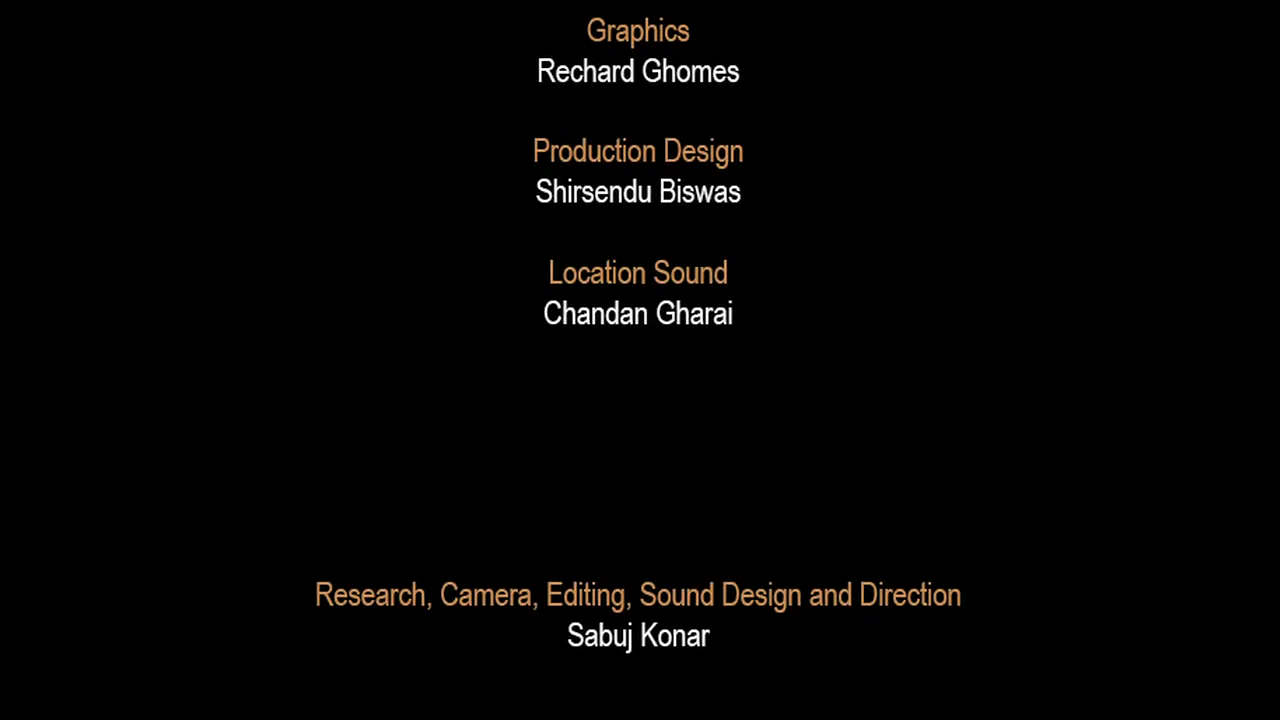 Graphics
Rechard Ghomes
Production Design
Shirsendu Biswas
Location Sound
Chandan Gharai
Research, Camera, Editing, Sound Design and Direction
Sabuj Konar